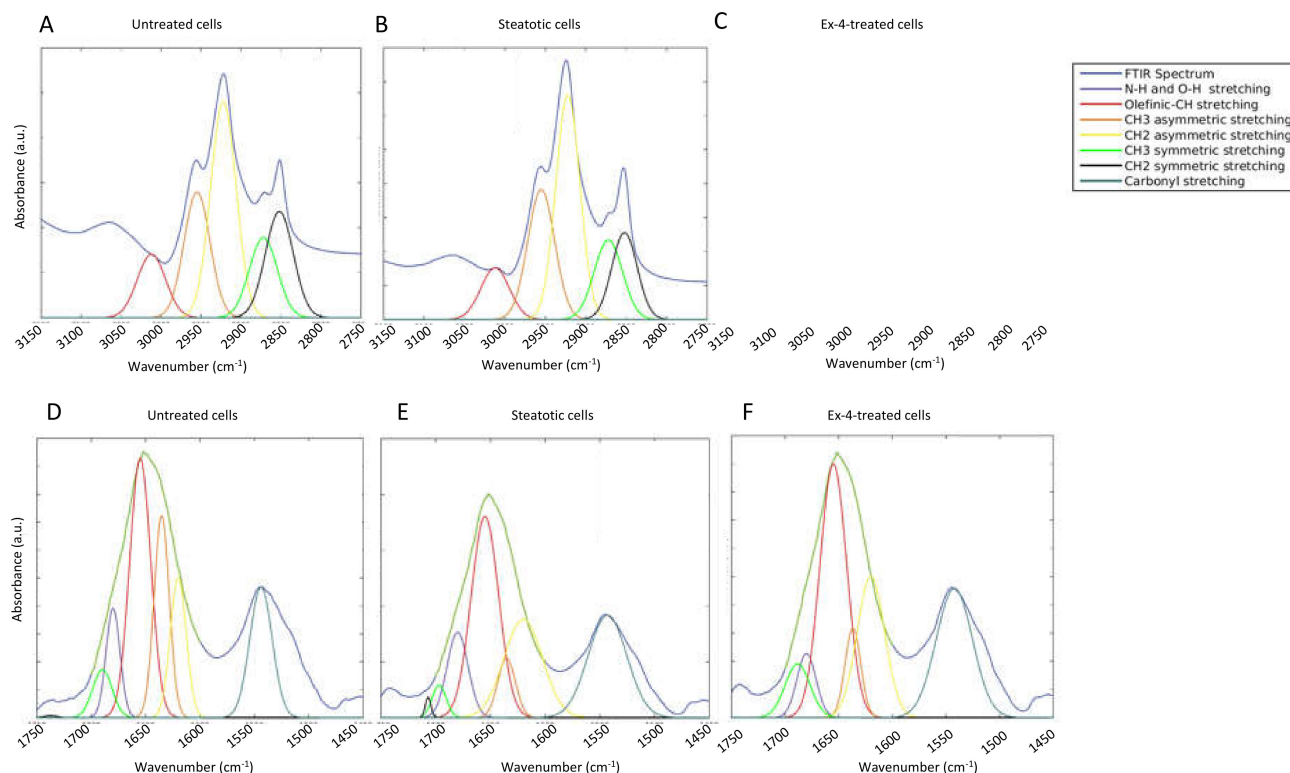 A Untreated cells
B Steatotic cells
C Ex-4-treated cells
FTIR Spectrum
N-H and O-H stretching
Olefinic-CH stretching
CH3 asymmetric stretching
CH2 asymmetric stretching
CH3 symmetric stretching
CH2 symmetric stretching
Carbonyl stretching
Absorbance (a.u.)
3150 3100 3050 3000 2950 2900 2850 2800 2750
3150 3100 3050 3000 2950 2900 2850 2800 2750
3150 3100 3050 3000 2950 2900 2850 2800 2750
Wavenumber (cm⁻¹)
Wavenumber (cm⁻¹)
Wavenumber (cm⁻¹)
D Untreated cells
E Steatotic cells
F Ex-4-treated cells
Absorbance (a.u.)
1750 1700 1650 1600 1550 1500 1450
1750 1700 1650 1600 1550 1500 1450
1750 1700 1650 1600 1550 1500 1450
Wavenumber (cm⁻¹)
Wavenumber (cm⁻¹)
Wavenumber (cm⁻¹)